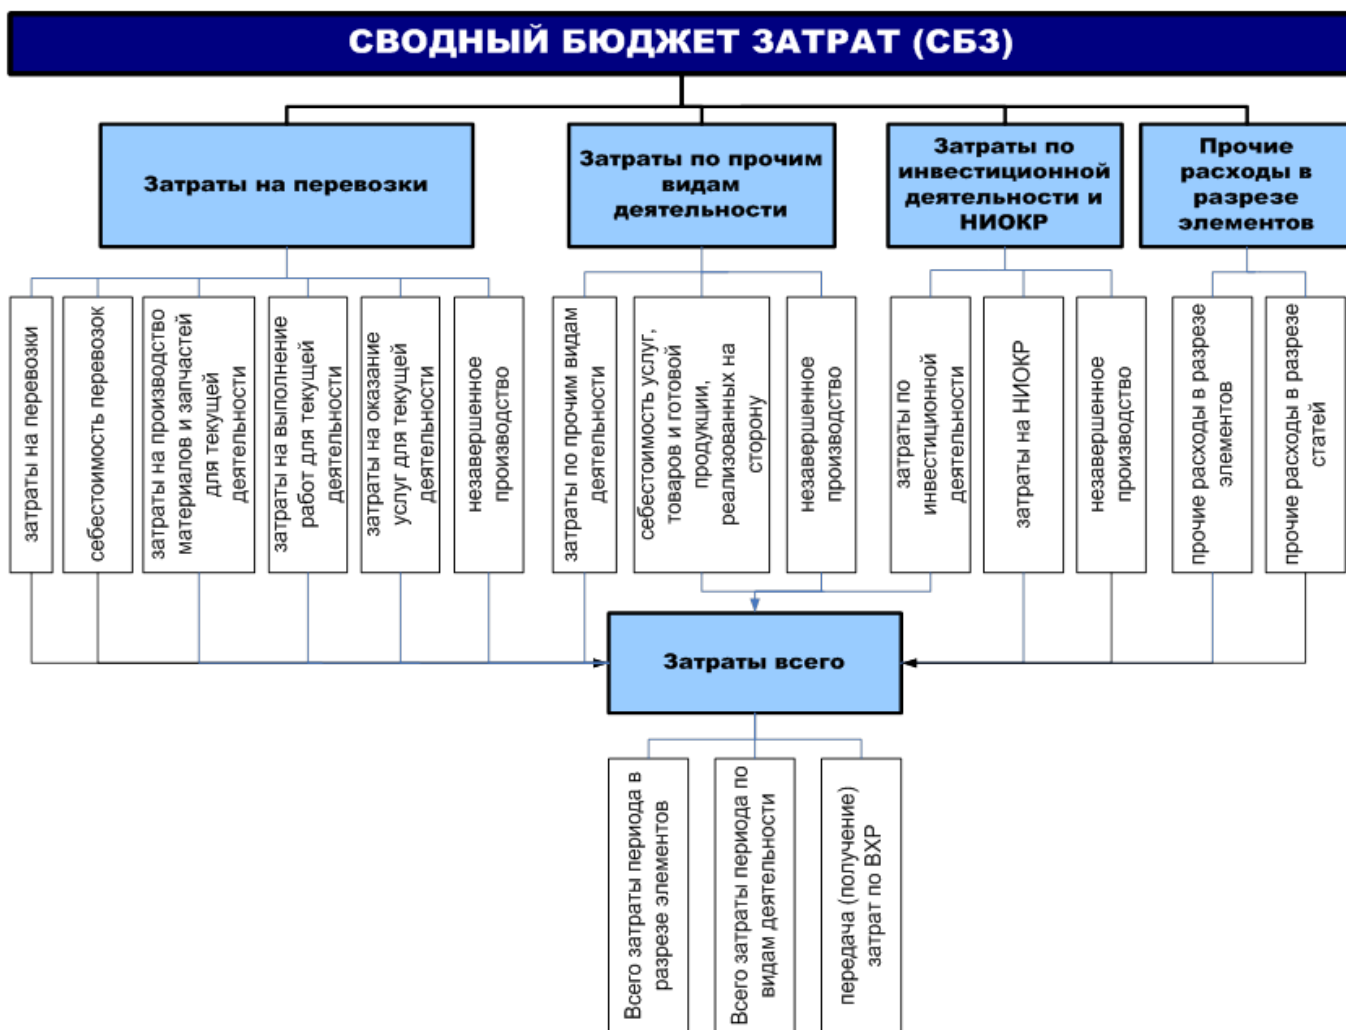 СВОДНЫЙ БЮДЖЕТ ЗАТРАТ (СБЗ)
Затраты на перевозки
Затраты по прочим
видам
деятельности
Затраты по
инвестиционной
деятельности и
НИОКР
Прочие
расходы в
разрезе
элементов
затраты на перевозки
себестоимость перевозок
затраты на производство
материалов и запчастей
для текущей
деятельности
затраты на выполнение
работ для текущей
деятельности
затраты на оказание
услуг для текущей
деятельности
незавершенное
производство
затраты по прочим видам
деятельности
себестоимость услуг,
товаров и готовой
продукции,
реализованных на
сторону
незавершенное
производство
затраты по
инвестиционной
деятельности
затраты на НИОКР
незавершенное
производство
прочие расходы в разрезе
элементов
прочие расходы в разрезе
статей
Затраты всего
Всего затраты периода в
разрезе элементов
Всего затраты периода по
видам деятельности
передача (получение)
затрат по ВХР